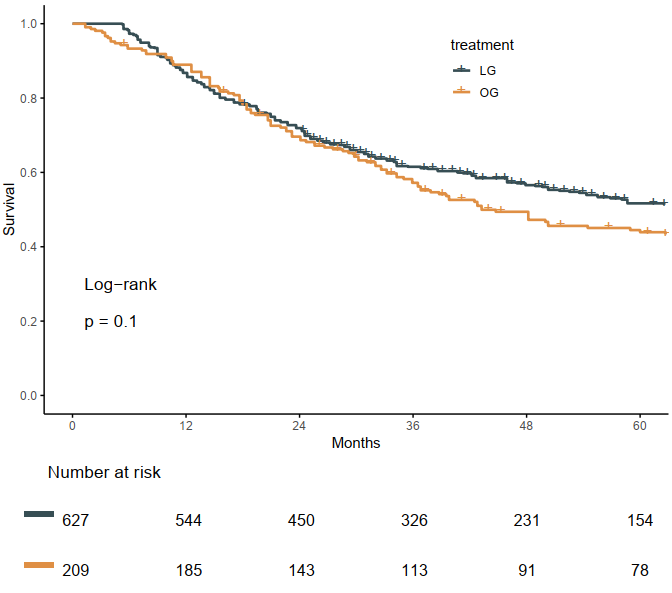 treatment
LG
OG
1.0
0.8
0.6
0.4
0.2
0.0
Survival
Log−rank
p = 0.1
0 12 24 36 48 60
Months
Number at risk
627 544 450 326 231 154
209 185 143 113 91 78